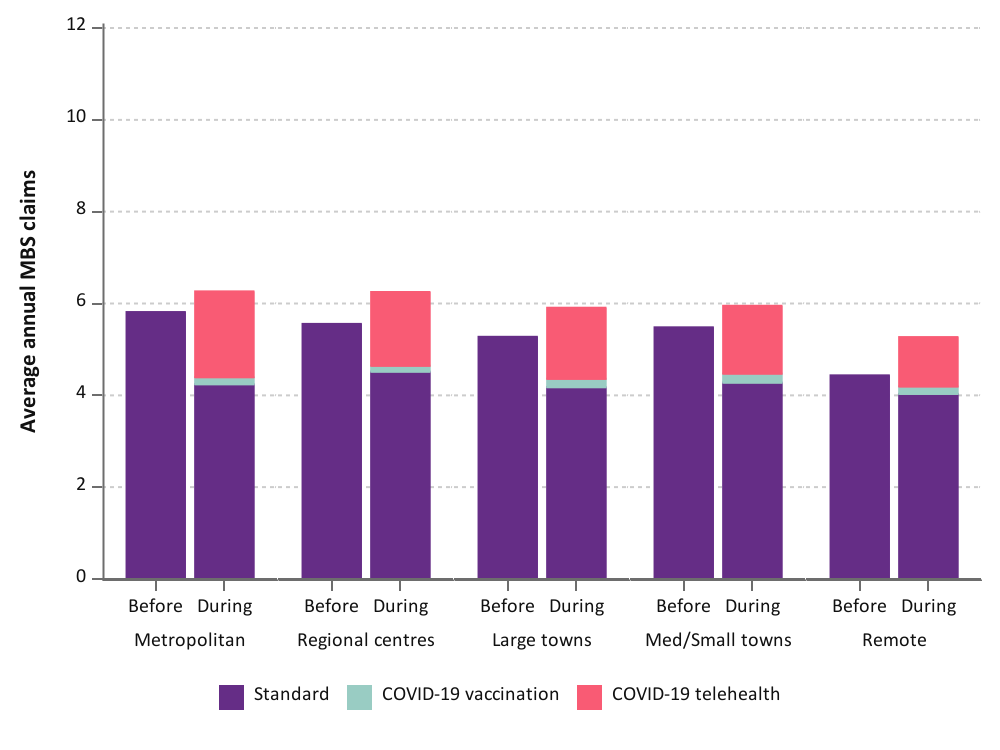 Average annual MBS claims
12
10
8
6
4
2
0
Before During Before During Before During Before During Before During
Metropolitan Regional centres Large towns Med/Small towns Remote
Standard COVID-19 vaccination COVID-19 telehealth